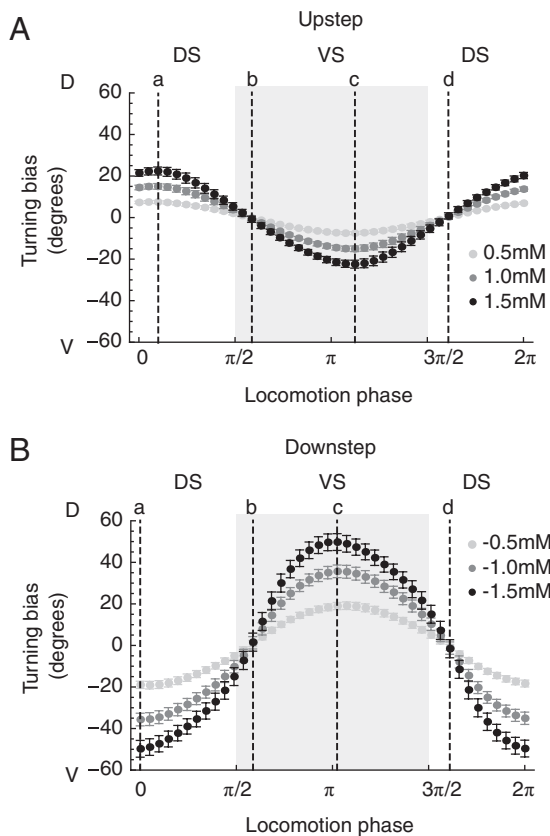 A
Upstep
DS VS DS
D a b c d
60
40
20
0
−20
−40
−60
V
Turning bias
(degrees)
0.5mM
1.0mM
1.5mM
0 π/2 π 3π/2 2π
Locomotion phase
B
Downstep
DS VS DS
D a b c d
60
40
20
0
−20
−40
−60
V
Turning bias
(degrees)
-0.5mM
-1.0mM
-1.5mM
0 π/2 π 3π/2 2π
Locomotion phase